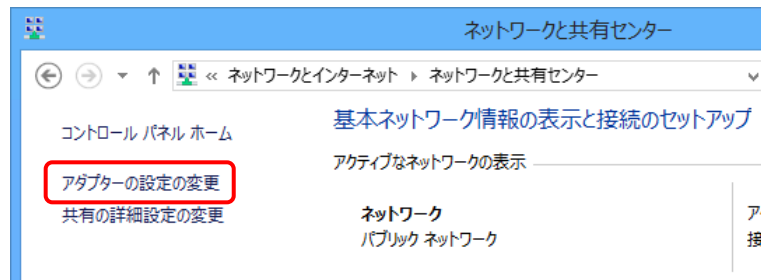 ネットワークと共有センター
« ネットワークとインターネット ▸ ネットワークと共有センター
コントロール パネル ホーム
アダプターの設定の変更
共有の詳細設定の変更
基本ネットワーク情報の表示と接続のセットアップ
アクティブなネットワークの表示
ネットワーク
パブリック ネットワーク
ア
接